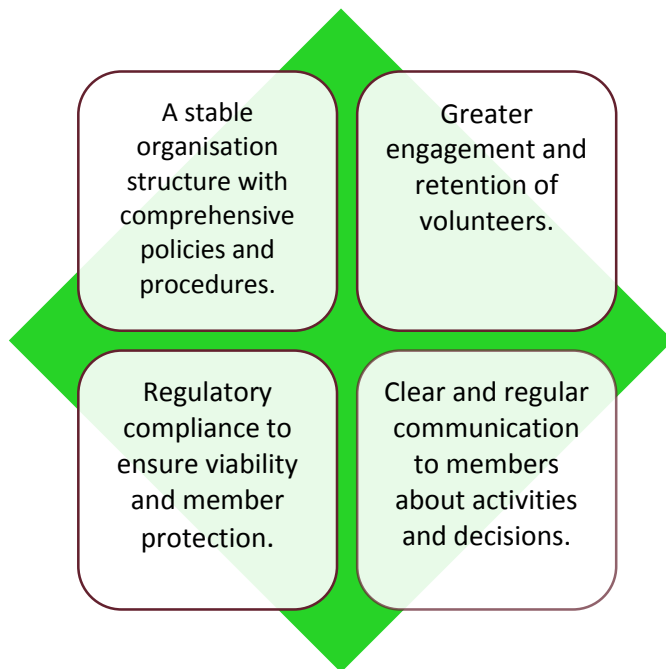 A stable
organisation
structure with
comprehensive
policies and
procedures.
Greater
engagement and
retention of
volunteers.
Regulatory
compliance to
ensure viability
and member
protection.
Clear and regular
communication
to members
about activities
and decisions.